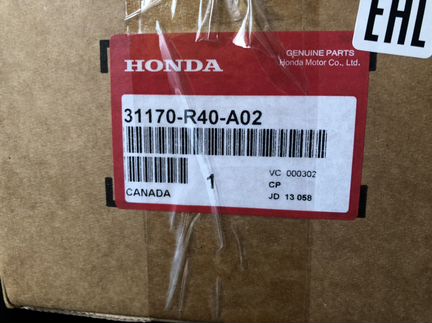 EAC
HONDA
GENUINE PARTS
Honda Motor Co., Ltd.
31170-R40-A02
1
VC 000302
CP
CANADA
JD 13 058